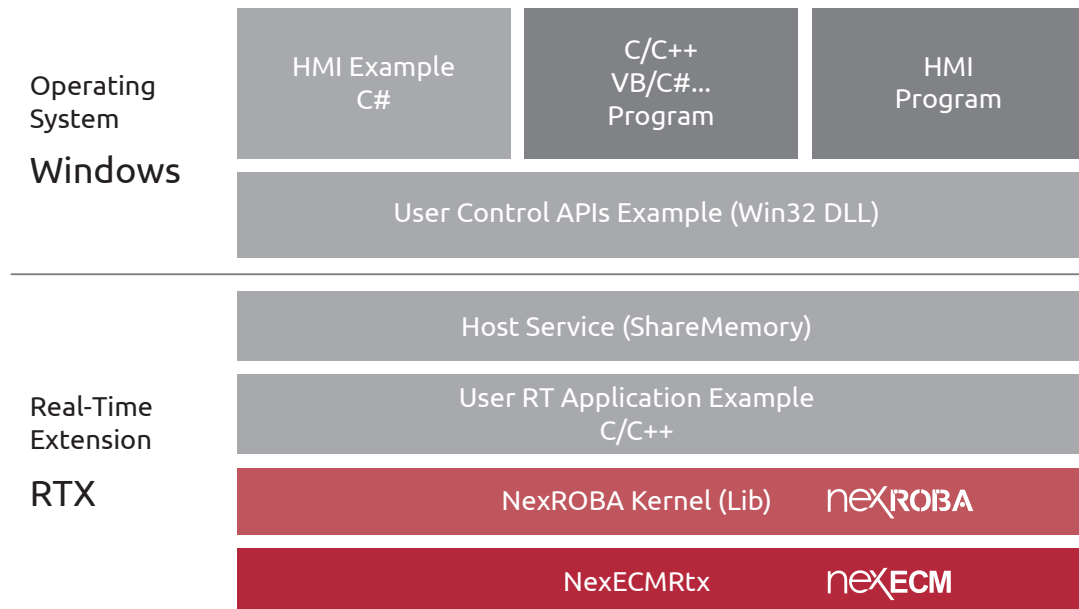 Operating
System
Windows
HMI Example
C#
C/C++
VB/C#...
Program
HMI
Program
User Control APIs Example (Win32 DLL)
Real-Time
Extension
RTX
Host Service (ShareMemory)
User RT Application Example
C/C++
NexROBA Kernel (Lib) nexROBA
NexECMRtx nexECM